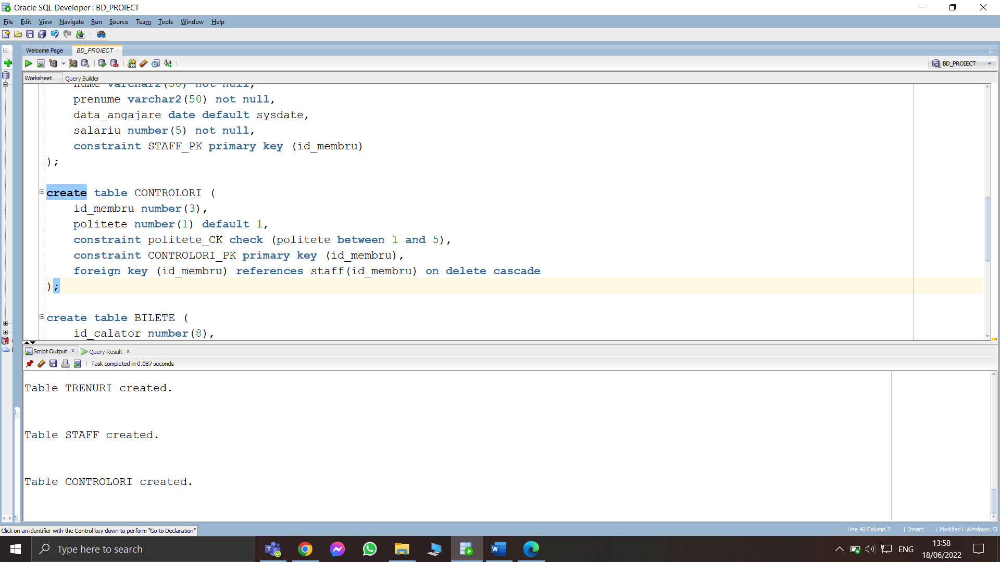 Oracle SQL Developer : BD_PROIECT
File Edit View Navigate Run Source Team Tools Window Help
Welcome Page BD_PROIECT
BD_PROIECT
Worksheet Query Builder
nume varchar2(50) not null,
prenume varchar2(50) not null,
data_angajare date default sysdate,
salariu number(5) not null,
constraint STAFF_PK primary key (id_membru)
);
create table CONTROLORI (
id_membru number(3),
politete number(1) default 1,
constraint politete_CK check (politete between 1 and 5),
constraint CONTROLORI_PK primary key (id_membru),
foreign key (id_membru) references staff(id_membru) on delete cascade
);
create table BILETE (
id_calator number(8),
Script Output x Query Result x
Task completed in 0.087 seconds
Table TRENURI created.
Table STAFF created.
Table CONTROLORI created.
Click on an identifier with the Control key down to perform "Go to Declaration"
| Line 40 Column 3 | Insert | Modified | Windows:
Type here to search
ENG
13:58
18/06/2022